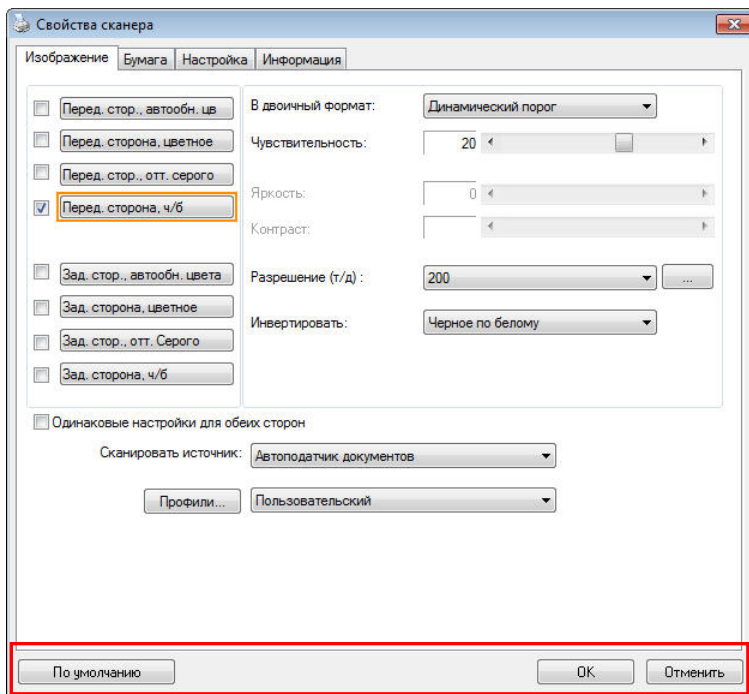 Свойства сканера
Изображение Бумага Настройка Информация
Перед. стор., автообн. цв
Перед. сторона, цветное
Перед. стор., отт. серого
Перед. сторона, ч/б
Зад. стор., автообн. цвета
Зад. сторона, цветное
Зад. стор., отт. Серого
Зад. сторона, ч/б
В двоичный формат: Динамический порог
Чувствительность: 20
Яркость: 0
Контраст:
Разрешение (т/д) : 200 ...
Инвертировать: Черное по белому
Одинаковые настройки для обеих сторон
Сканировать источник: Автоподатчик документов
Профили... Пользовательский
По умолчанию OK Отменить